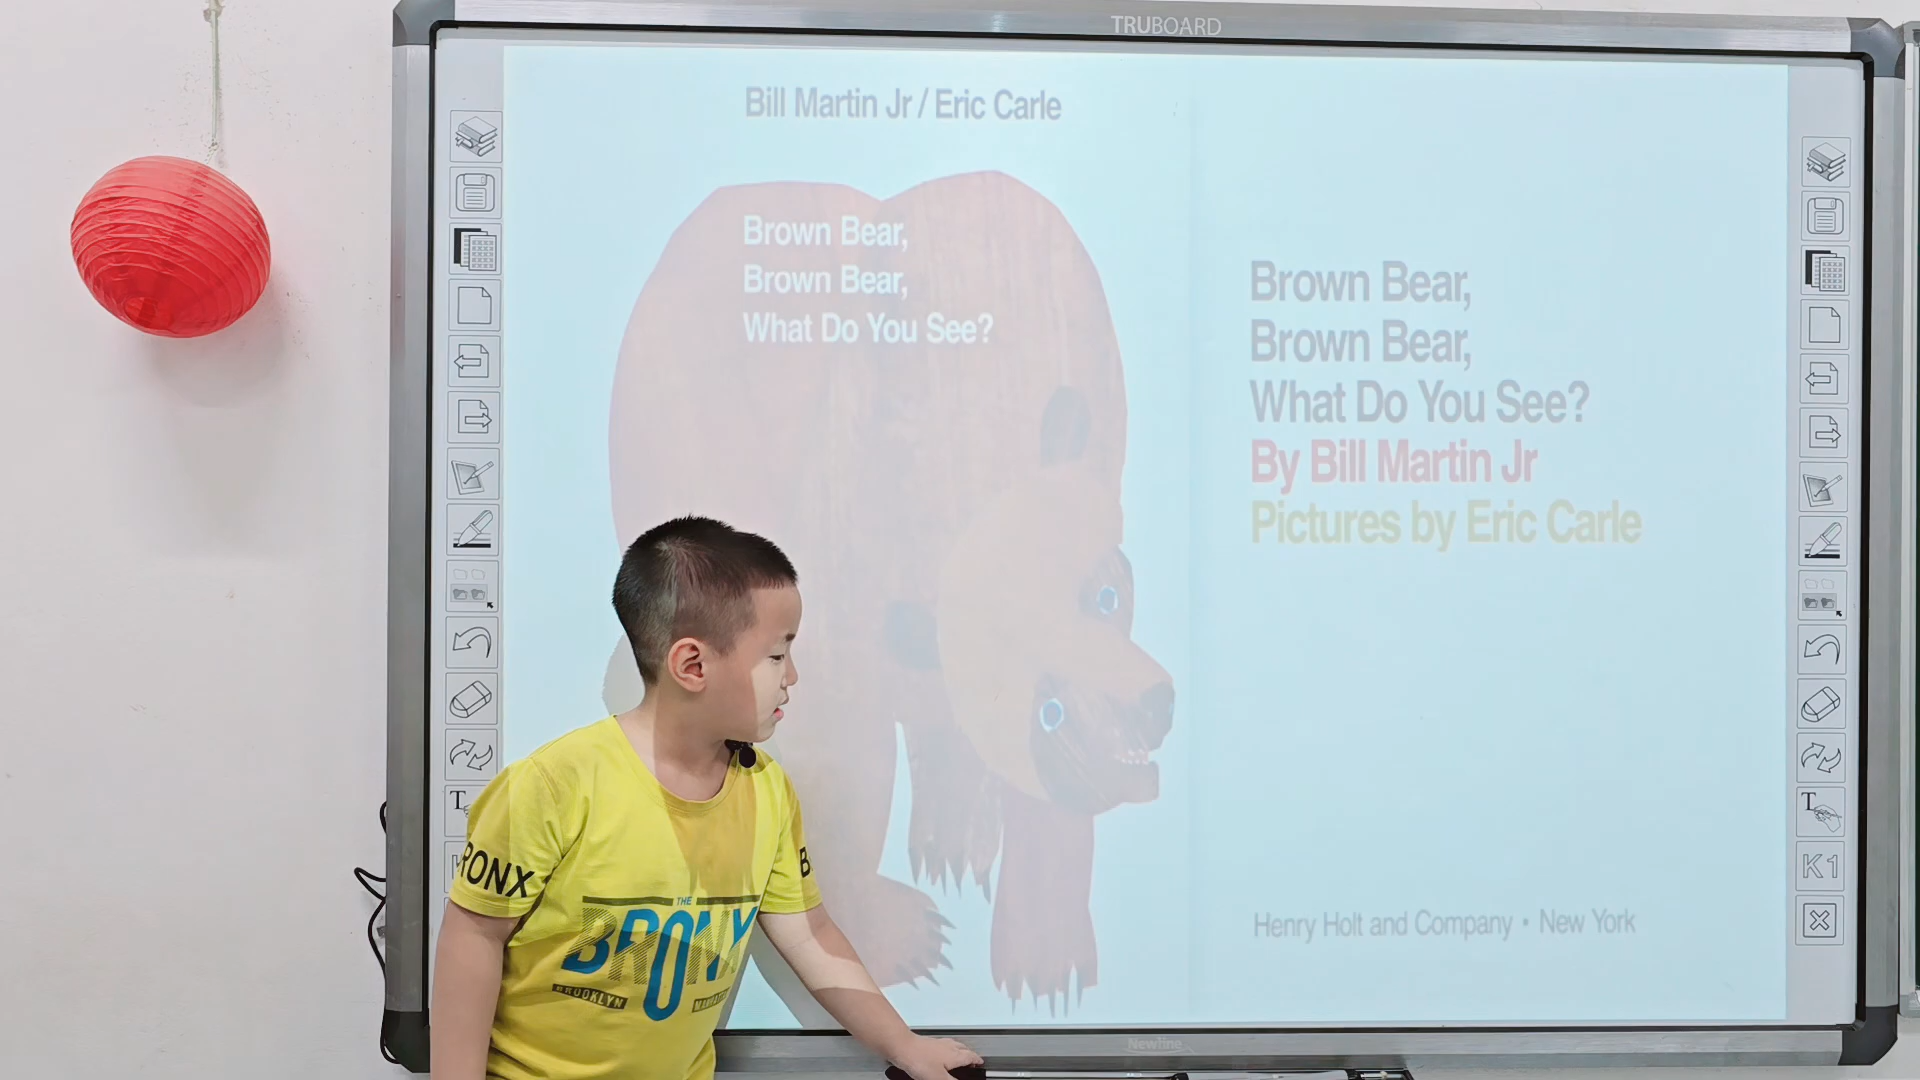 TRUBOARD
Bill Martin Jr / Eric Carle
Brown Bear,
Brown Bear,
What Do You See?
Brown Bear,
Brown Bear,
What Do You See?
By Bill Martin Jr
Pictures by Eric Carle
Henry Holt and Company • New York
K1
T
T
RONX
B
THE
BRONX
BROOKLYN
Newline